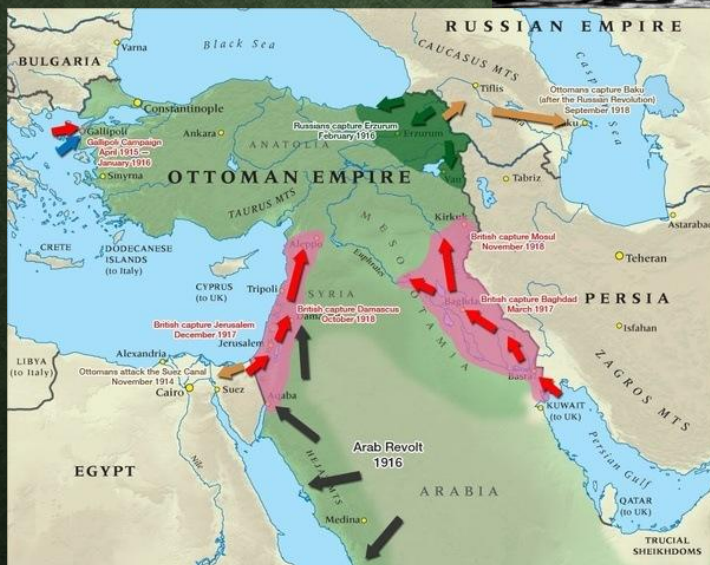 RUSSIAN EMPIRE
Black Sea
CAUCASUS MTS
Caspian Sea
Varna
BULGARIA
Tiflis
Ottomans capture Baku
(after the Russian Revolution)
September 1918
Constantinople
Gallipoli
Gallipoli Campaign
April 1915 —
January 1916
Ankara
ANATOLIA
Russians capture Erzurum
February 1916
Erzurum
Van
Tabriz
Smyrna
OTTOMAN EMPIRE
TAURUS MTS
Kirkuk
Astarabad
Aleppo
MESOPOTAMIA
British capture Mosul
November 1918
CRETE
DODECANESE
ISLANDS
(to Italy)
CYPRUS
(to UK)
Euphrates
Teheran
Mediterranean Sea
Tripoli
SYRIA
Baghdad
British capture Baghdad
March 1917
PERSIA
British capture Damascus
October 1918
British capture Jerusalem
December 1917
Jerusalem
Isfahan
LIBYA
(to Italy)
Alexandria
Ottomans attack the Suez Canal
November 1914
Cairo
Suez
Aqaba
Basra
ZAGROS MTS
KUWAIT
(to UK)
Arab Revolt
1916
EGYPT
Nile
HEJAZ MTS
ARABIA
Persian Gulf
Medina
QATAR
(to UK)
TRUCIAL
SHEIKHDOMS